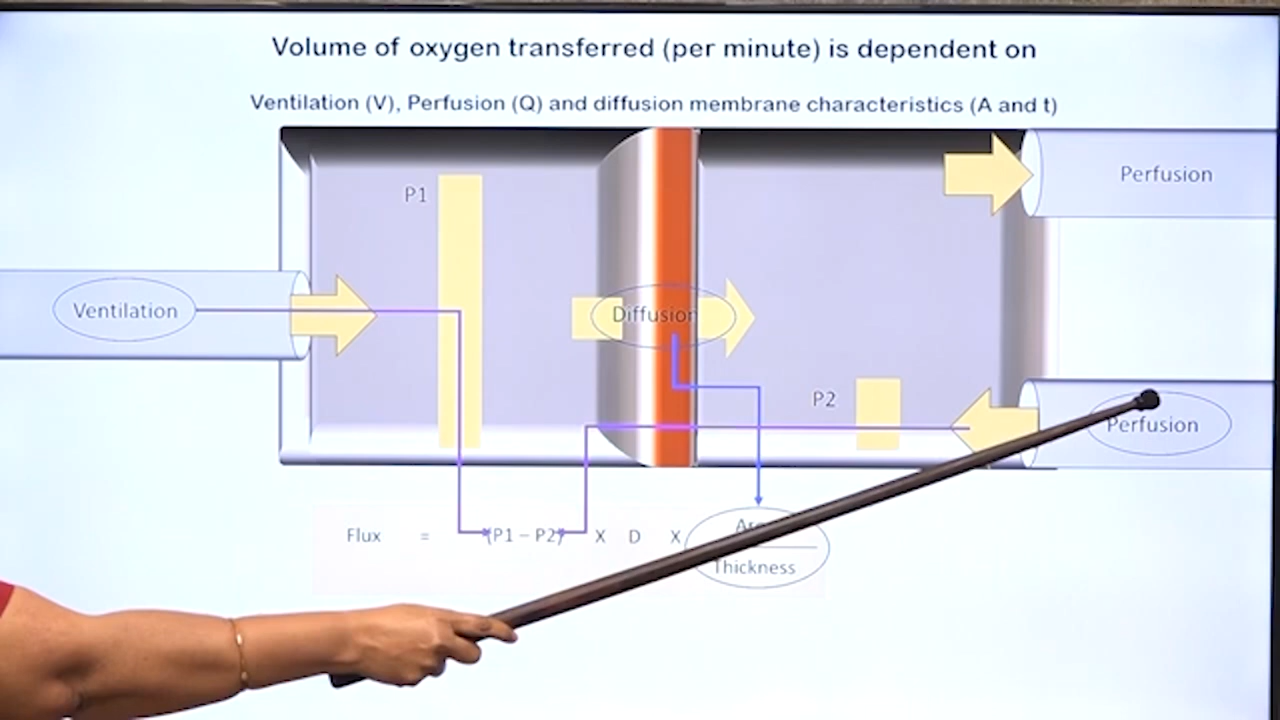 Volume of oxygen transferred (per minute) is dependent on
Ventilation (V), Perfusion (Q) and diffusion membrane characteristics (A and t)
P1
Perfusion
Ventilation
Diffusion
P2
Perfusion
Flux = (P1 – P2) X D X
Thickness